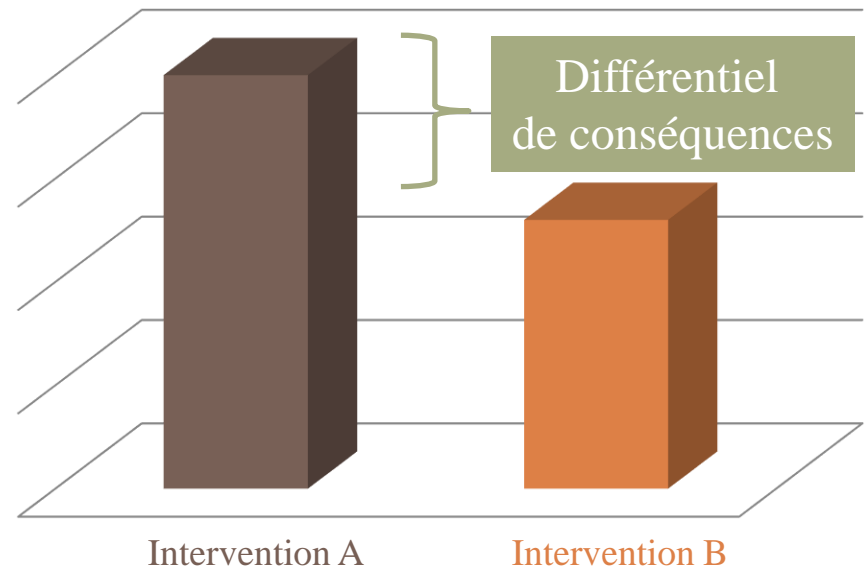 Différentiel
de conséquences
Intervention A
Intervention B